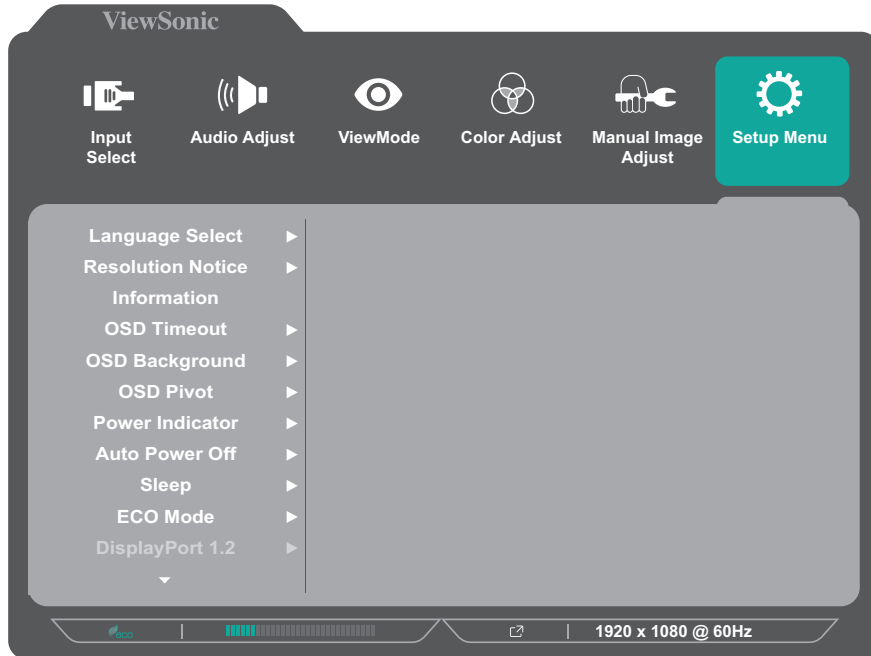 ViewSonic
Input
Select
Audio Adjust
ViewMode
Color Adjust
Manual Image
Adjust
Setup Menu
Language Select
Resolution Notice
Information
OSD Timeout
OSD Background
OSD Pivot
Power Indicator
Auto Power Off
Sleep
ECO Mode
DisplayPort 1.2
eco
1920 x 1080 @ 60Hz